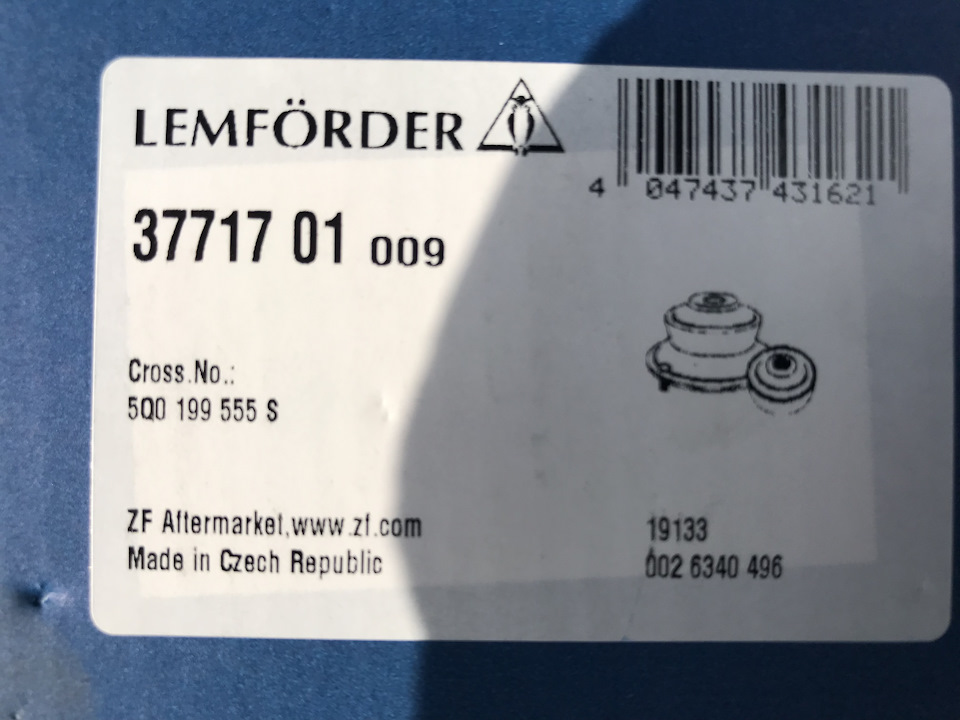 LEMFÖRDER
4 047437 431621
37717 01 009
Cross.No.:
5Q0 199 555 S
ZF Aftermarket,www.zf.com
Made in Czech Republic
19133
002 6340 496